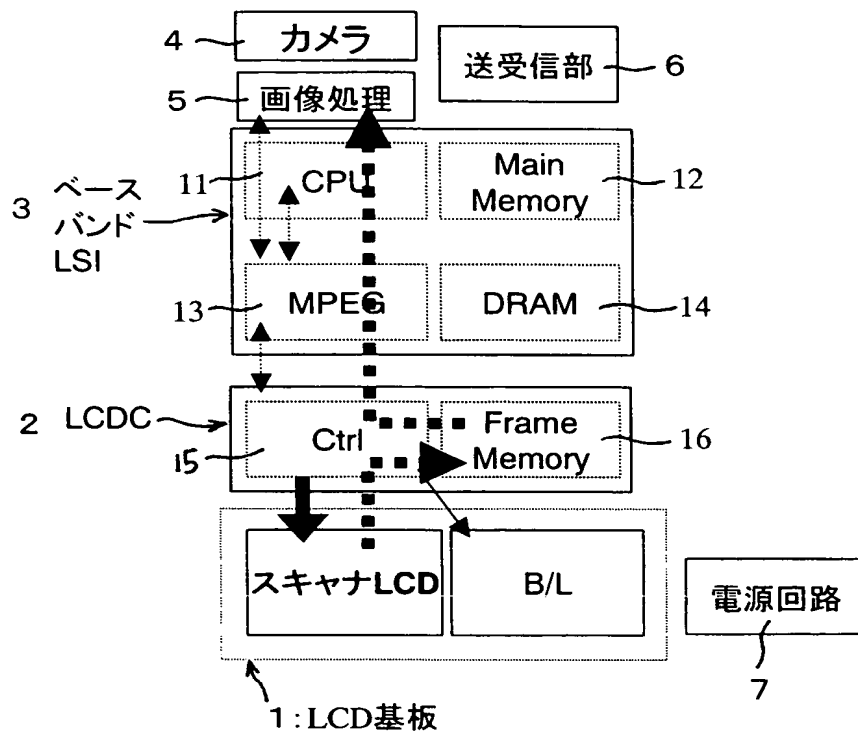 4 カメラ
送受信部 6
5 画像処理
11 CPU
Main
Memory 12
3 ベース
バンド
LSI
13 MPEG
DRAM 14
2 LCDC
15 Ctrl
Frame
Memory 16
スキャナLCD
B/L
電源回路
7
1:LCD基板